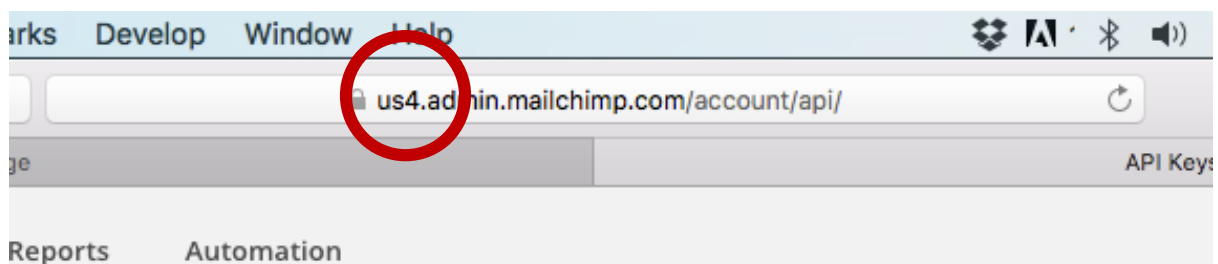 arks Develop Window Help
us4.admin.mailchimp.com/account/api/
ge API Keys
Reports Automation